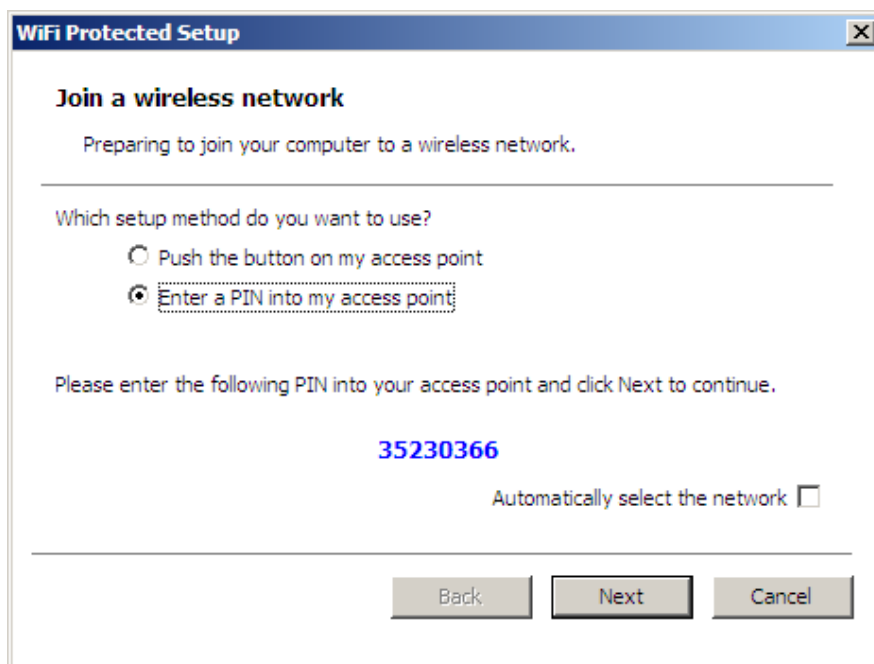 WiFi Protected Setup
Join a wireless network
Preparing to join your computer to a wireless network.
Which setup method do you want to use?
Push the button on my access point
Enter a PIN into my access point
Please enter the following PIN into your access point and click Next to continue.
35230366
Automatically select the network
Back Next Cancel